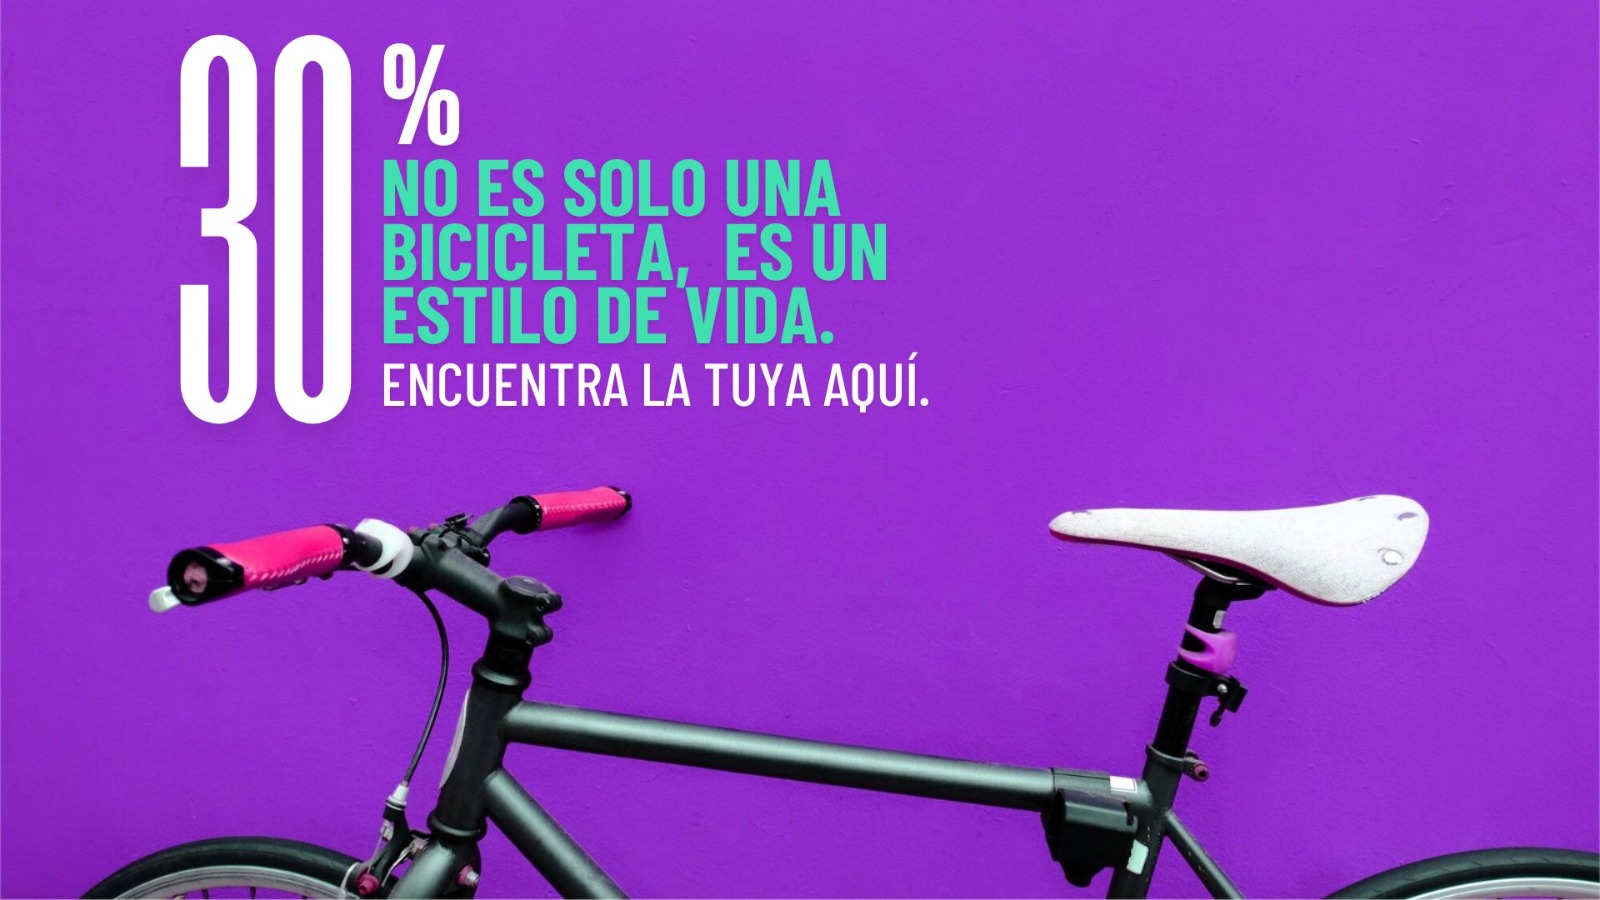 30%
NO ES SOLO UNA
BICICLETA, ES UN
ESTILO DE VIDA.
ENCUENTRA LA TUYA AQUÍ.